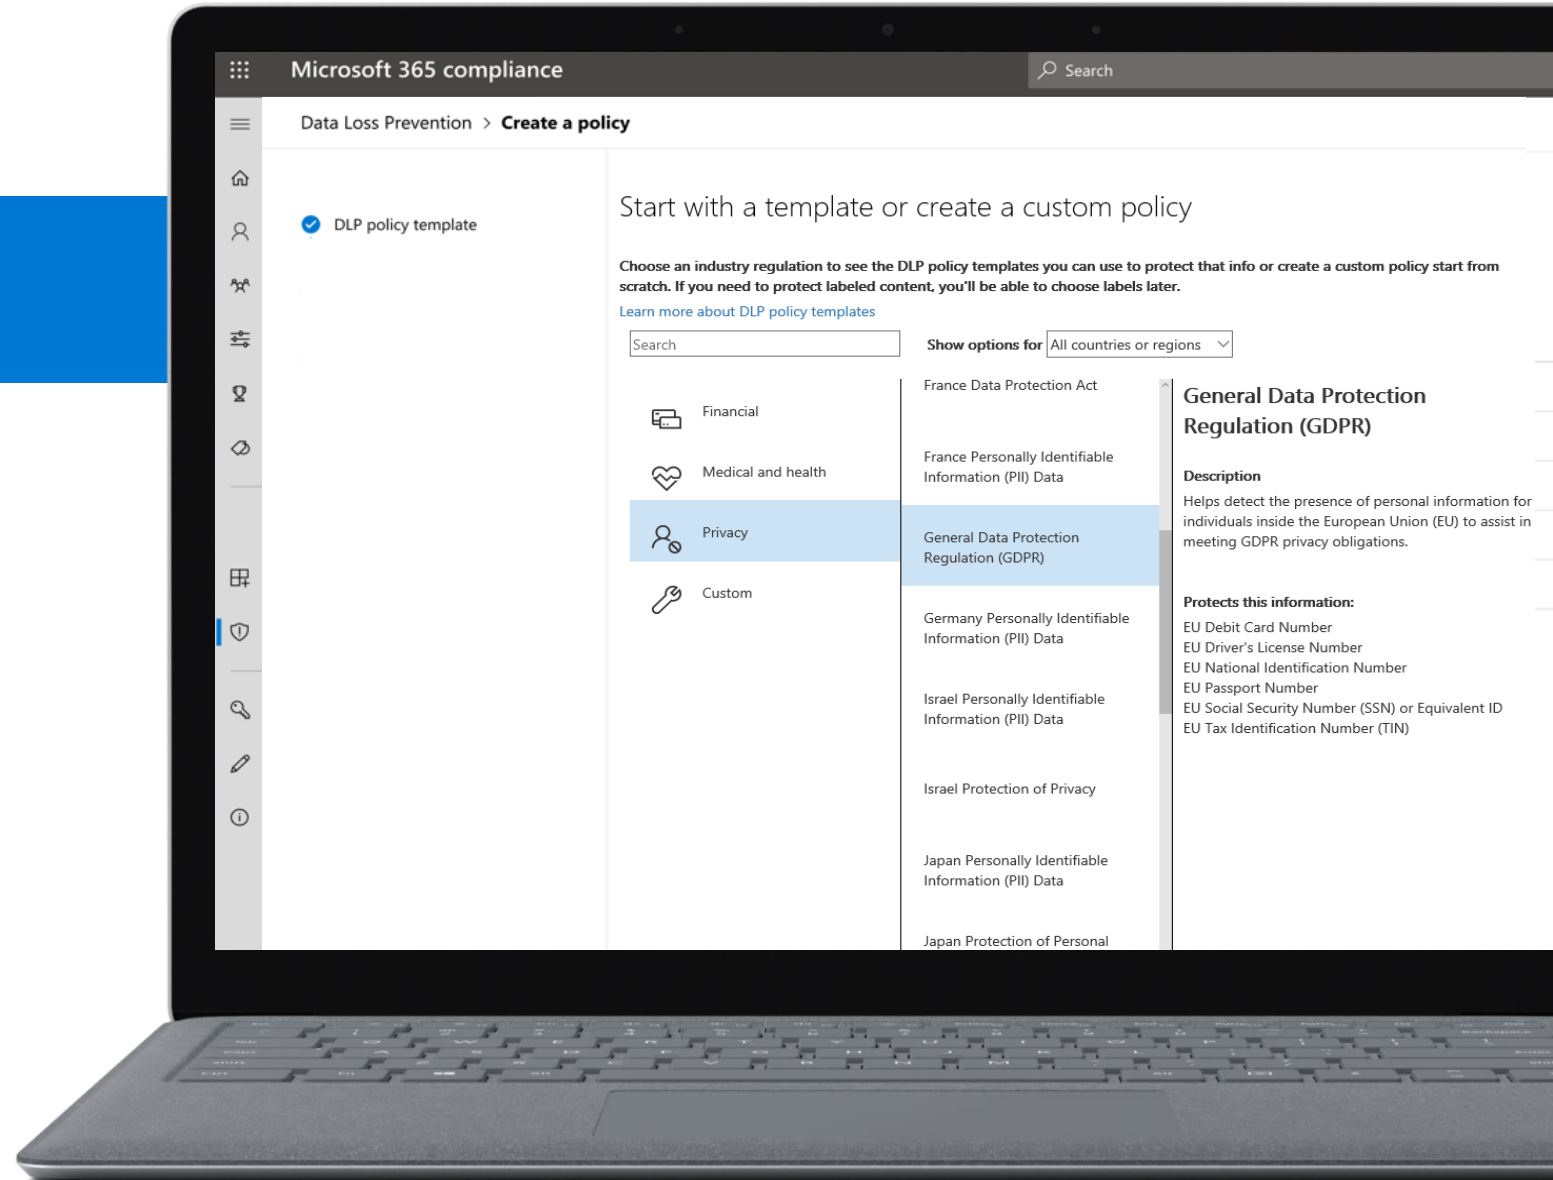 Microsoft 365 compliance
Search
Data Loss Prevention > Create a policy
DLP policy template
Start with a template or create a custom policy
Choose an industry regulation to see the DLP policy templates you can use to protect that info or create a custom policy start from
scratch. If you need to protect labeled content, you'll be able to choose labels later.
Learn more about DLP policy templates
Search
Show options for All countries or regions
Financial
Medical and health
Privacy
Custom
France Data Protection Act
France Personally Identifiable
Information (PII) Data
General Data Protection
Regulation (GDPR)
Germany Personally Identifiable
Information (PII) Data
Israel Personally Identifiable
Information (PII) Data
Israel Protection of Privacy
Japan Personally Identifiable
Information (PII) Data
Japan Protection of Personal
General Data Protection
Regulation (GDPR)
Description
Helps detect the presence of personal information for
individuals inside the European Union (EU) to assist in
meeting GDPR privacy obligations.
Protects this information:
EU Debit Card Number
EU Driver's License Number
EU National Identification Number
EU Passport Number
EU Social Security Number (SSN) or Equivalent ID
EU Tax Identification Number (TIN)